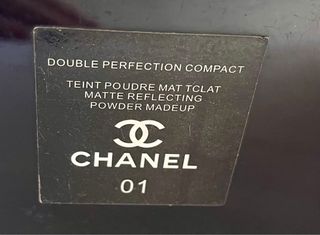 DOUBLE PERFECTION COMPACT
TEINT POUDRE MAT TCLAT
MATTE REFLECTING
POWDER MADEUP
CHANEL
01